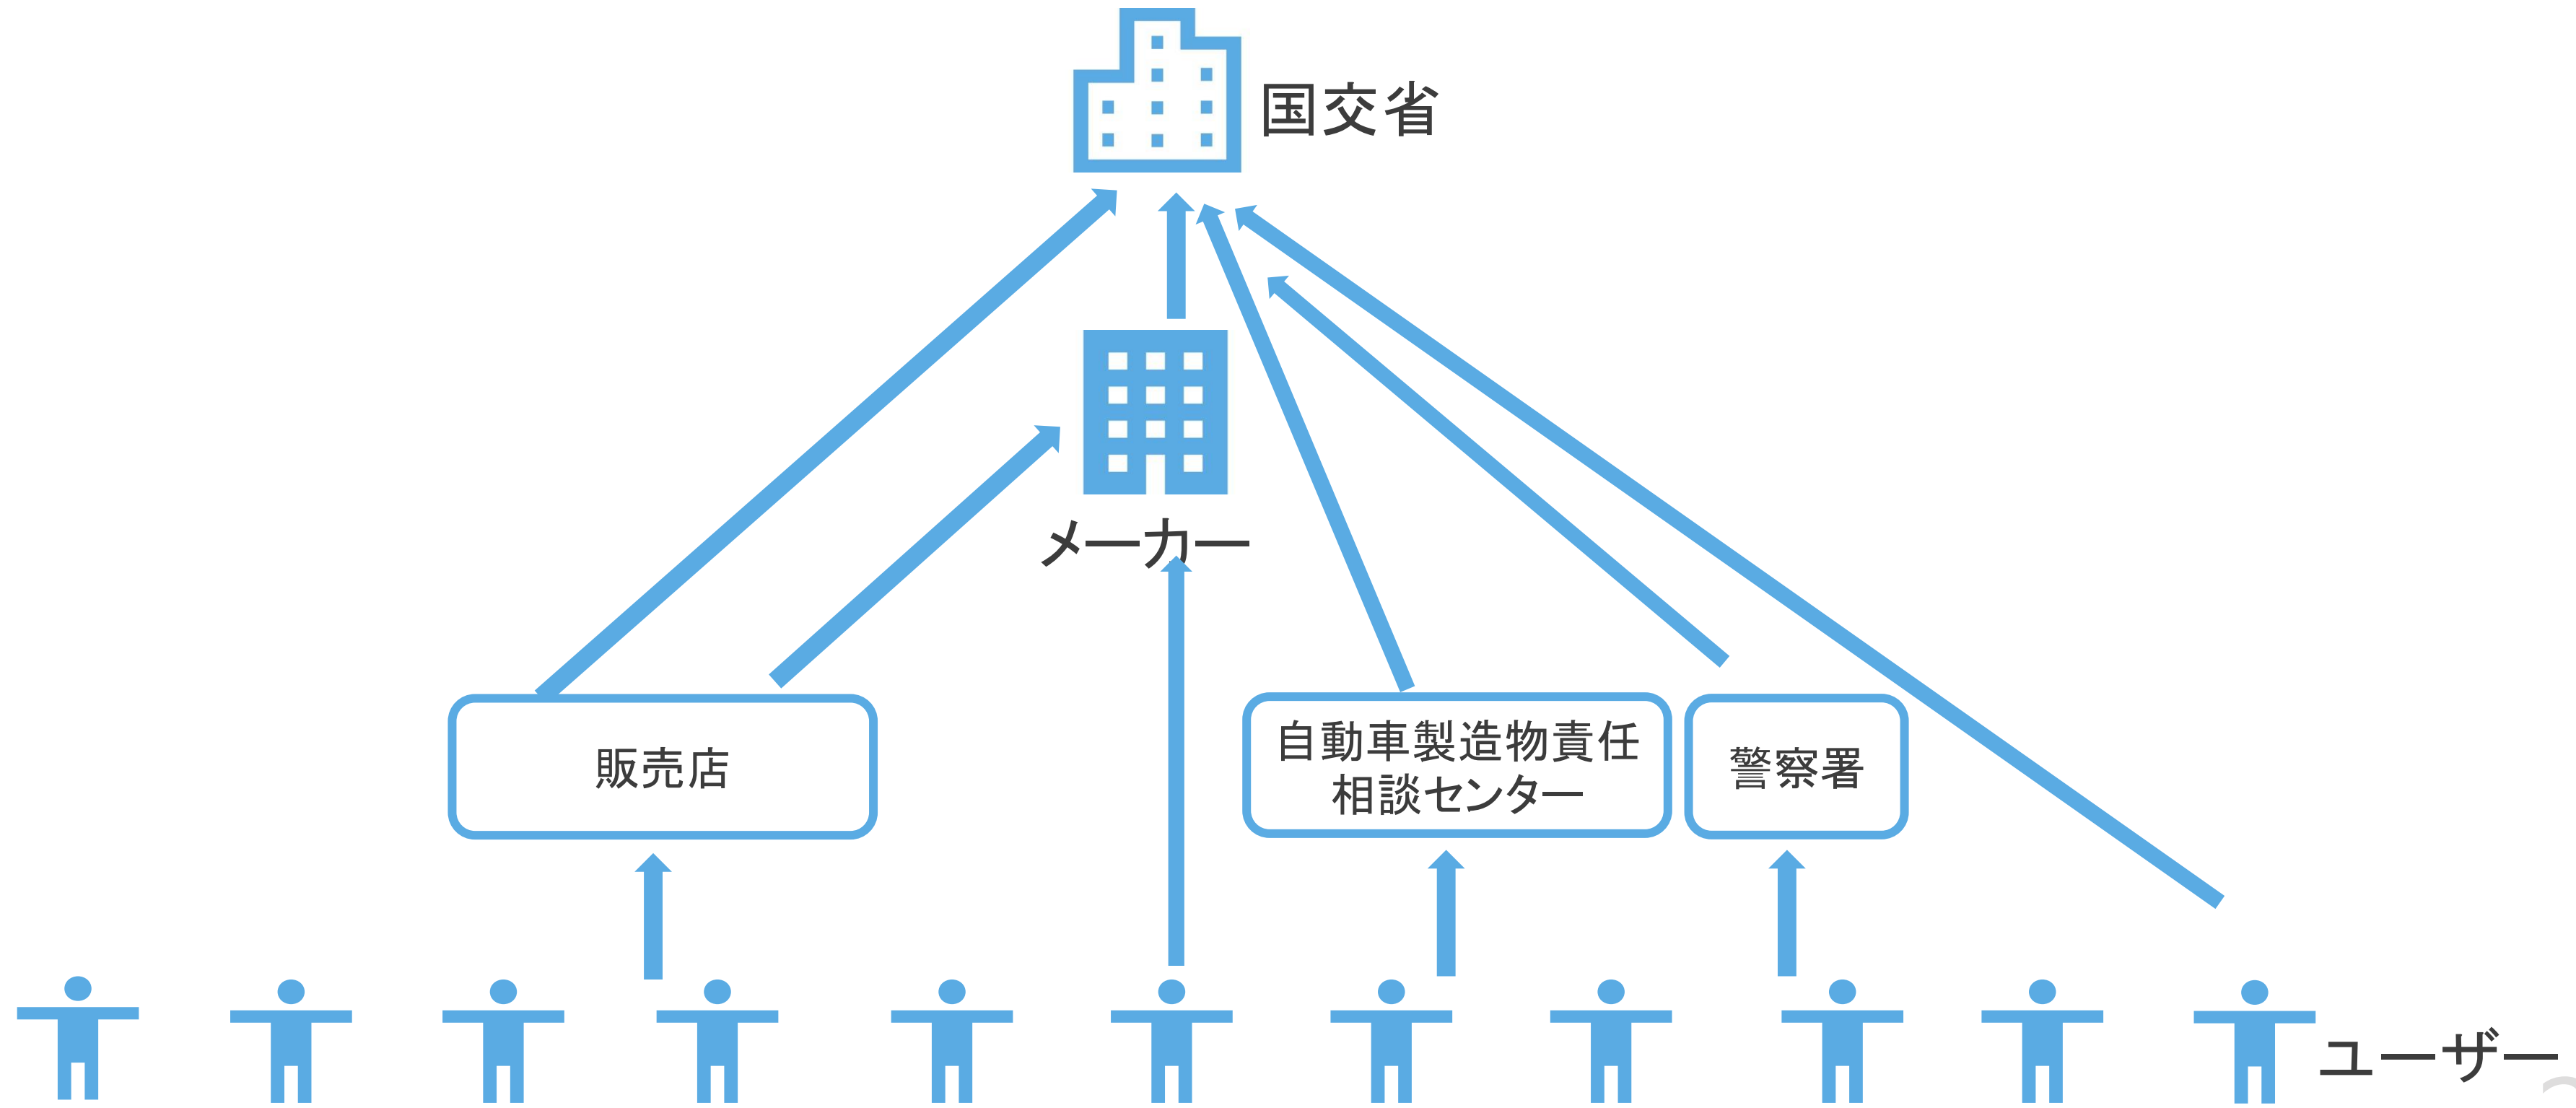 国交省
メーカー
販売店
自動車製造物責任
相談センター
警察署
ユーザー